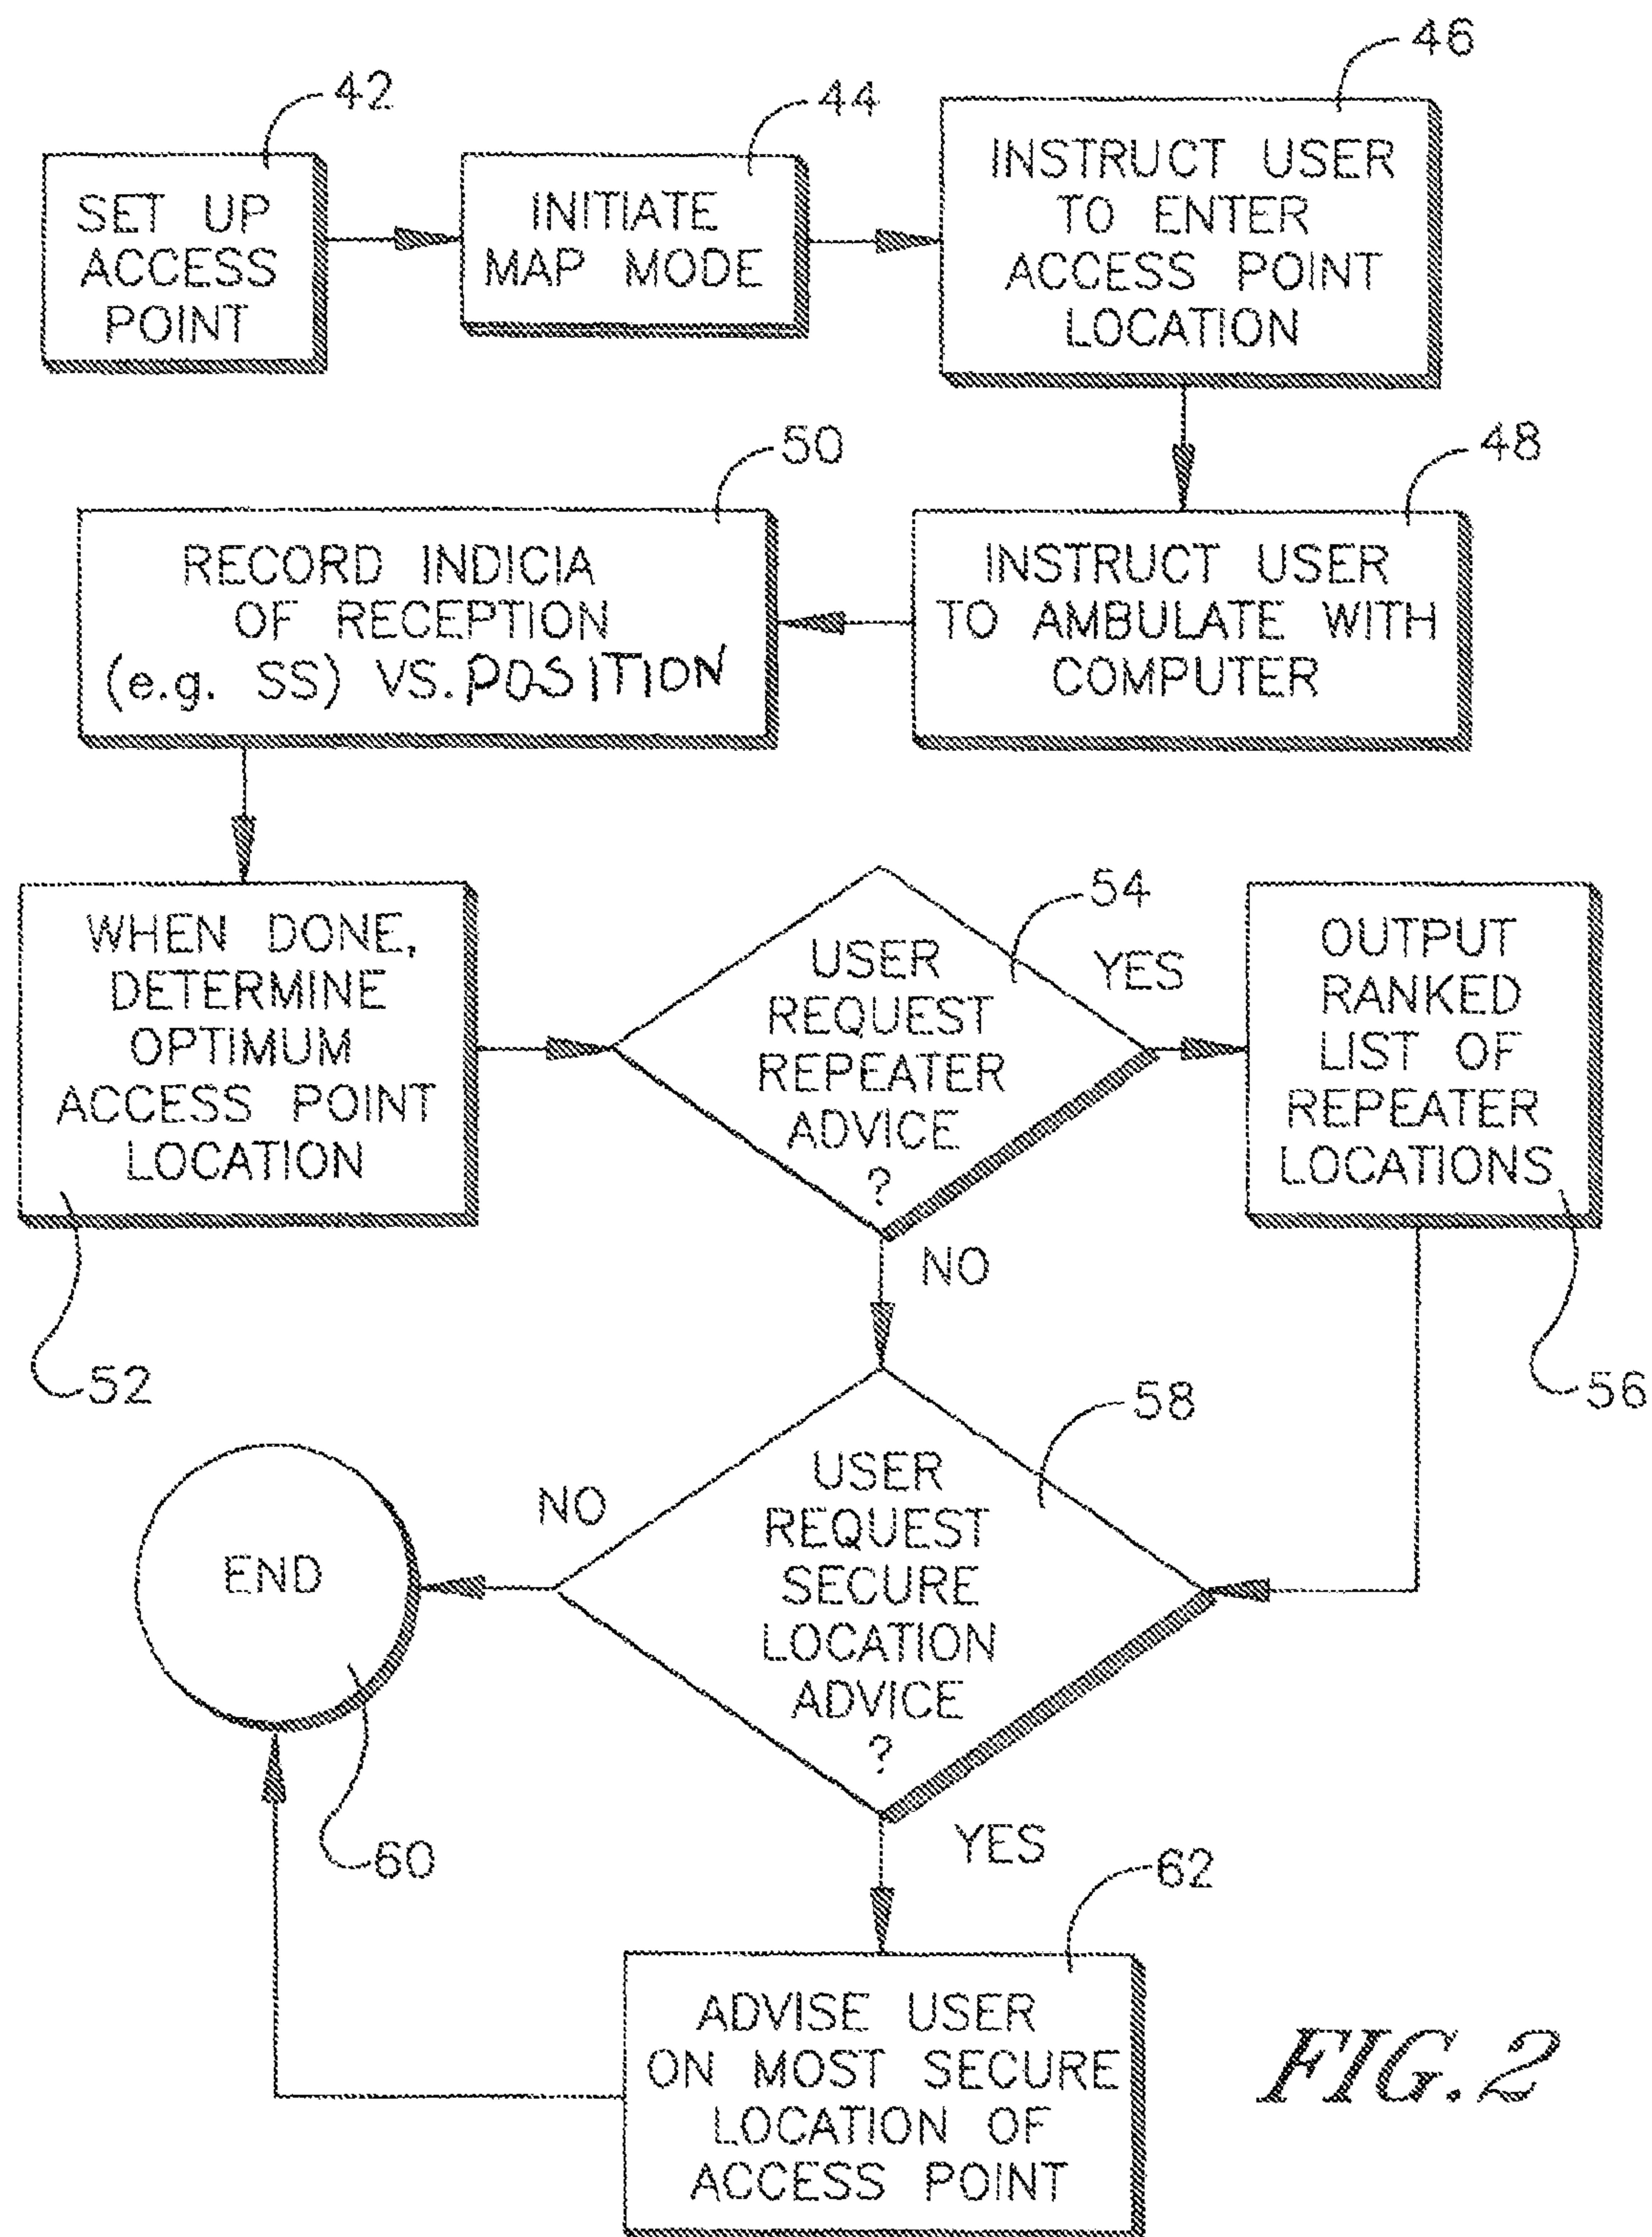 42
SET UP
ACCESS
POINT
44
INITIATE
MAP MODE
46
INSTRUCT USER
TO ENTER
ACCESS POINT
LOCATION
48
INSTRUCT USER
TO AMBULATE WITH
COMPUTER
50
RECORD INDICIA
OF RECEPTION
(e.g. SS) VS. POSITION
WHEN DONE,
DETERMINE
OPTIMUM
ACCESS POINT
LOCATION
52
54
USER
REQUEST
REPEATER
ADVICE
?
YES
NO
OUTPUT
RANKED
LIST OF
REPEATER
LOCATIONS
56
58
USER
REQUEST
SECURE
LOCATION
ADVICE
?
NO
YES
END
60
62
ADVISE USER
ON MOST SECURE
LOCATION OF
ACCESS POINT
FIG. 2